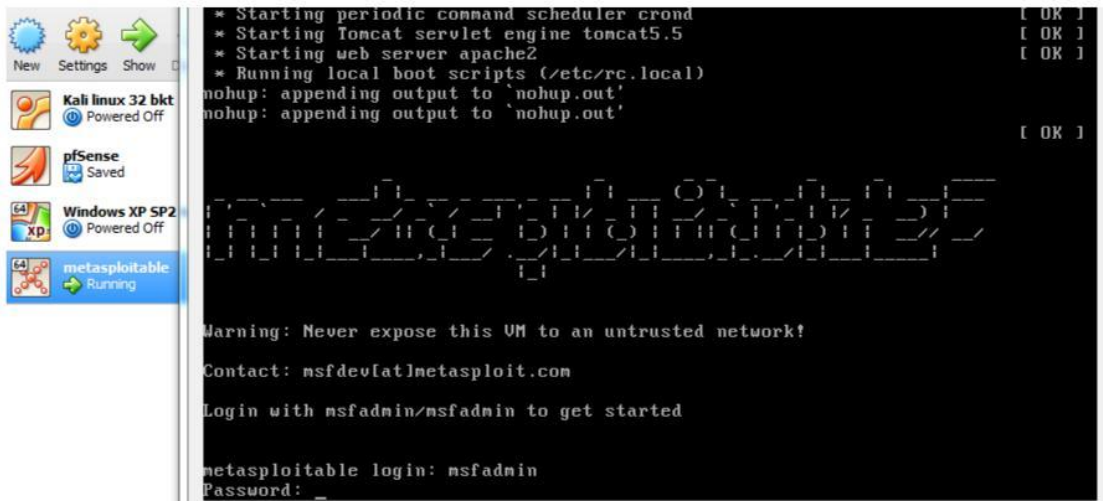 New Settings Show D
Kali linux 32 bkt
Powered Off
pfSense
Saved
64
xp
Windows XP SP2
Powered Off
64
metasploitable
Running
* Starting periodic command scheduler crond [ OK ]
* Starting Tomcat servlet engine tomcat5.5 [ OK ]
* Starting web server apache2 [ OK ]
* Running local boot scripts (/etc/rc.local)
nohup: appending output to `nohup.out'
nohup: appending output to `nohup.out'
[ OK ]
metasploitable2
Warning: Never expose this VM to an untrusted network!
Contact: msfdev[at]metasploit.com
Login with msfadmin/msfadmin to get started
metasploitable login: msfadmin
Password: _